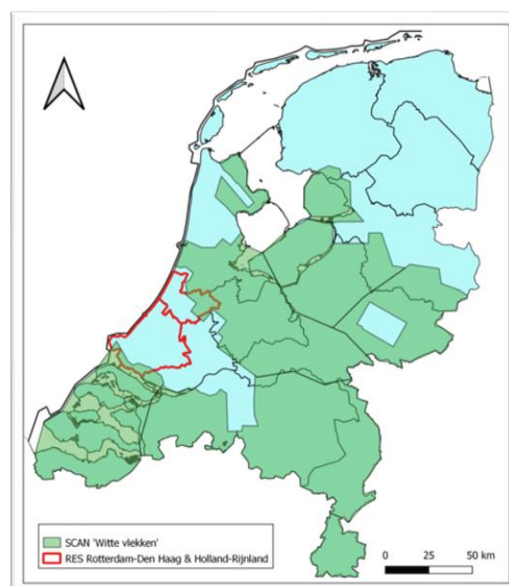 SCAN 'Witte vlekken'
RES Rotterdam-Den Haag & Holland-Rijnland
0 25 50 km